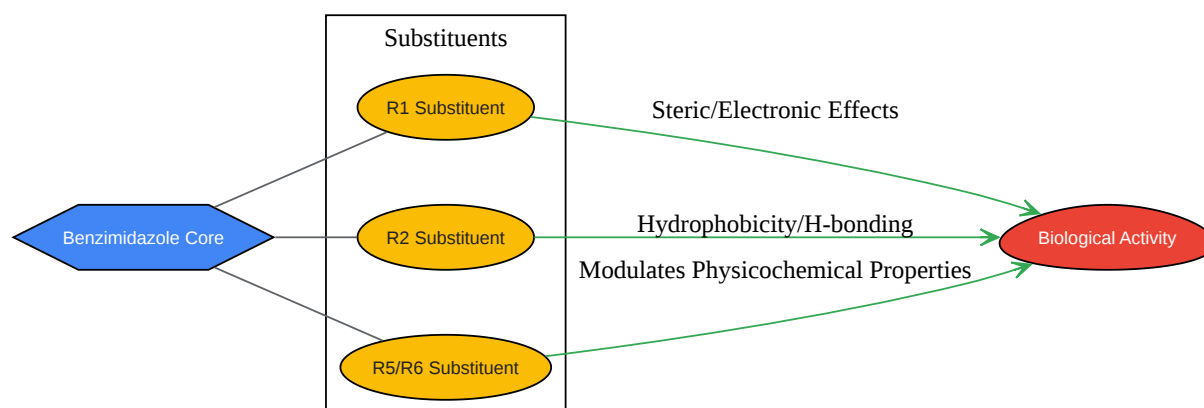 Substituents
R1 Substituent
Steric/Electronic Effects
Benzimidazole Core
R2 Substituent
Hydrophobicity/H-bonding
Biological Activity
Modulates Physicochemical Properties
R5/R6 Substituent